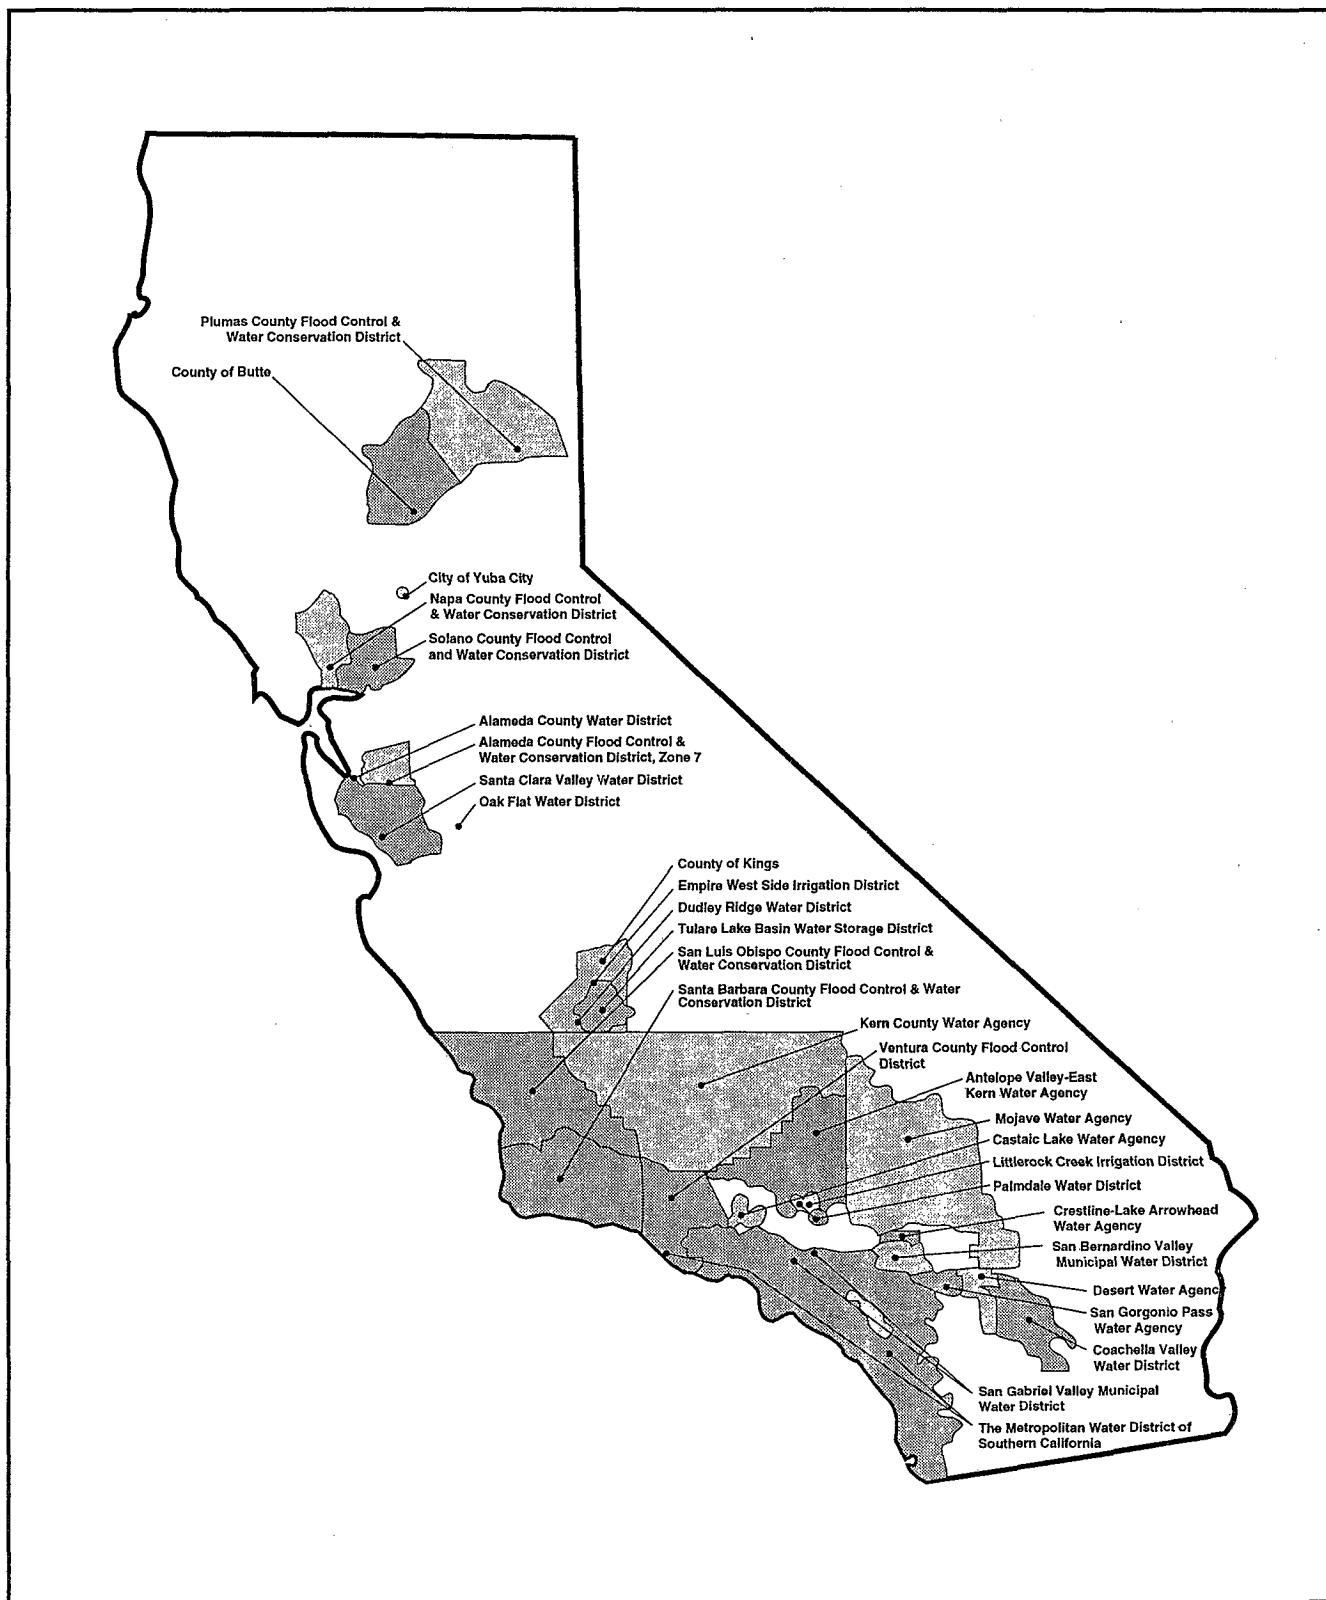 Plumas County Flood Control &
Water Conservation District
County of Butte
City of Yuba City
Napa County Flood Control
& Water Conservation District
Solano County Flood Control
and Water Conservation District
Alameda County Water District
Alameda County Flood Control &
Water Conservation District, Zone 7
Santa Clara Valley Water District
Oak Flat Water District
County of Kings
Empire West Side Irrigation District
Dudley Ridge Water District
Tulare Lake Basin Water Storage District
San Luis Obispo County Flood Control &
Water Conservation District
Santa Barbara County Flood Control & Water
Conservation District
Kern County Water Agency
Ventura County Flood Control
District
Antelope Valley-East
Kern Water Agency
Mojave Water Agency
Castaic Lake Water Agency
Littlerock Creek Irrigation District
Palmdale Water District
Crestline-Lake Arrowhead
Water Agency
San Bernardino Valley
Municipal Water District
Desert Water Agenc
San Gorgonio Pass
Water Agency
Coachella Valley
Water District
San Gabriel Valley Municipal
Water District
The Metropolitan Water District of
Southern California